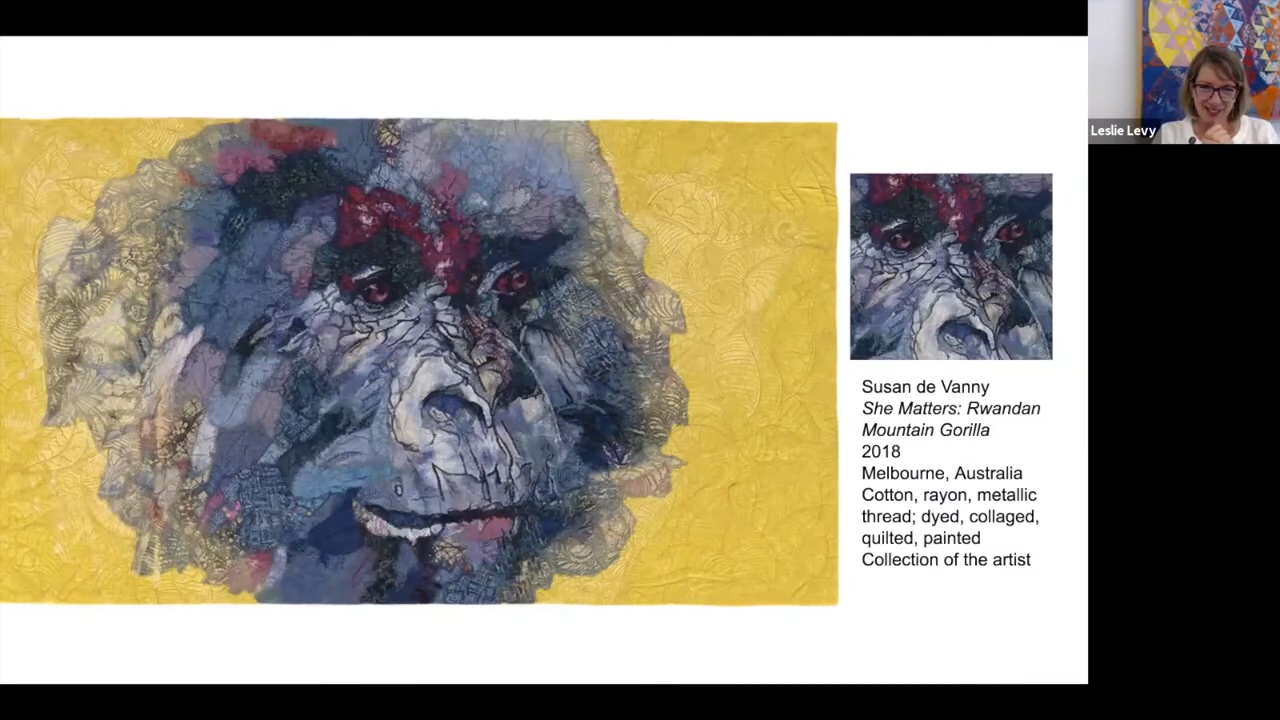 Leslie Levy
Susan de Vanny
She Matters: Rwandan
Mountain Gorilla
2018
Melbourne, Australia
Cotton, rayon, metallic
thread; dyed, collaged,
quilted, painted
Collection of the artist